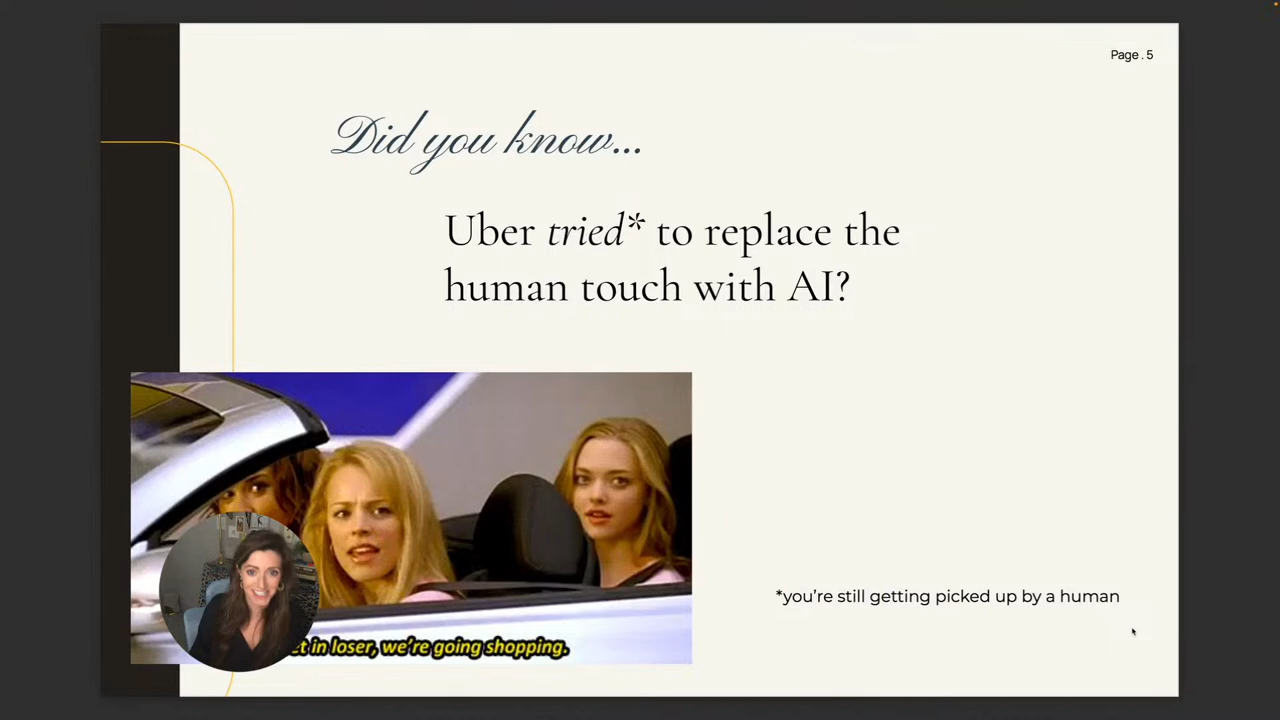 Page . 5
Did you know...
Uber tried* to replace the
human touch with AI?
et in loser, we're going shopping.
*you're still getting picked up by a human